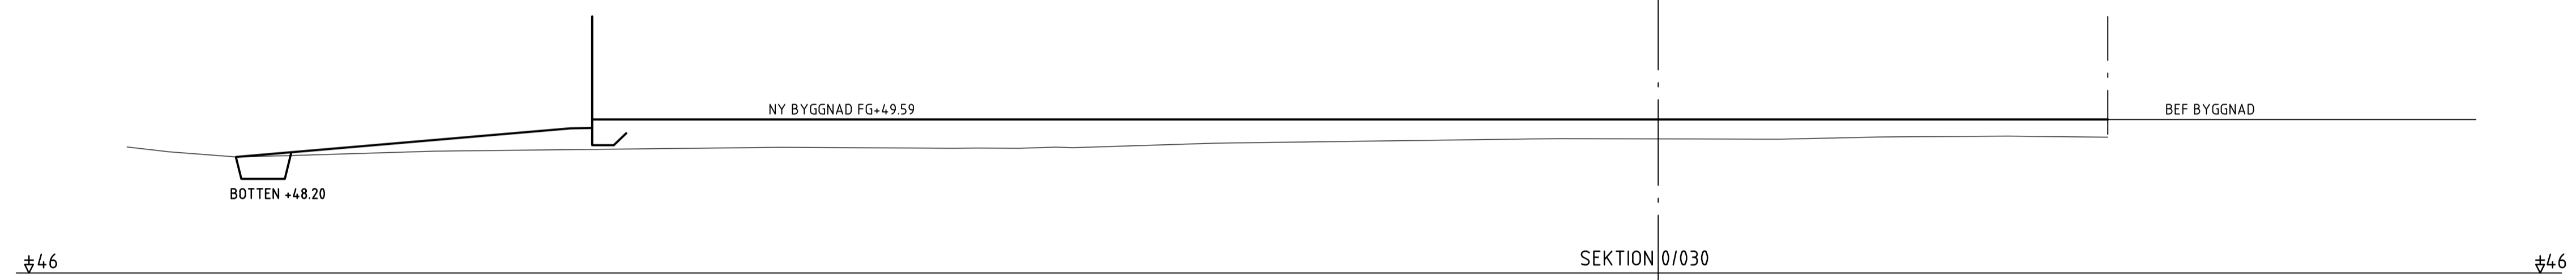 NY BYGGNAD FG+49.59
BEF BYGGNAD
BOTTEN +48.20
SEKTION 0/030
±46
±46